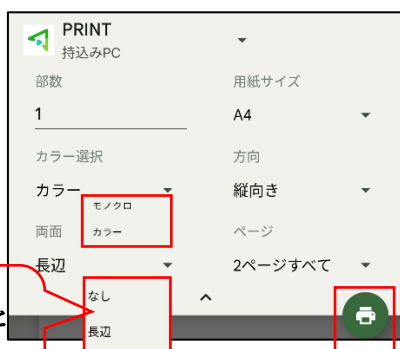 PRINT
持込みPC
部数
用紙サイズ
1
A4
カラー選択
方向
カラー
縦向き
モノクロ
カラー
両面
ページ
長辺
2ページすべて
なし
長辺